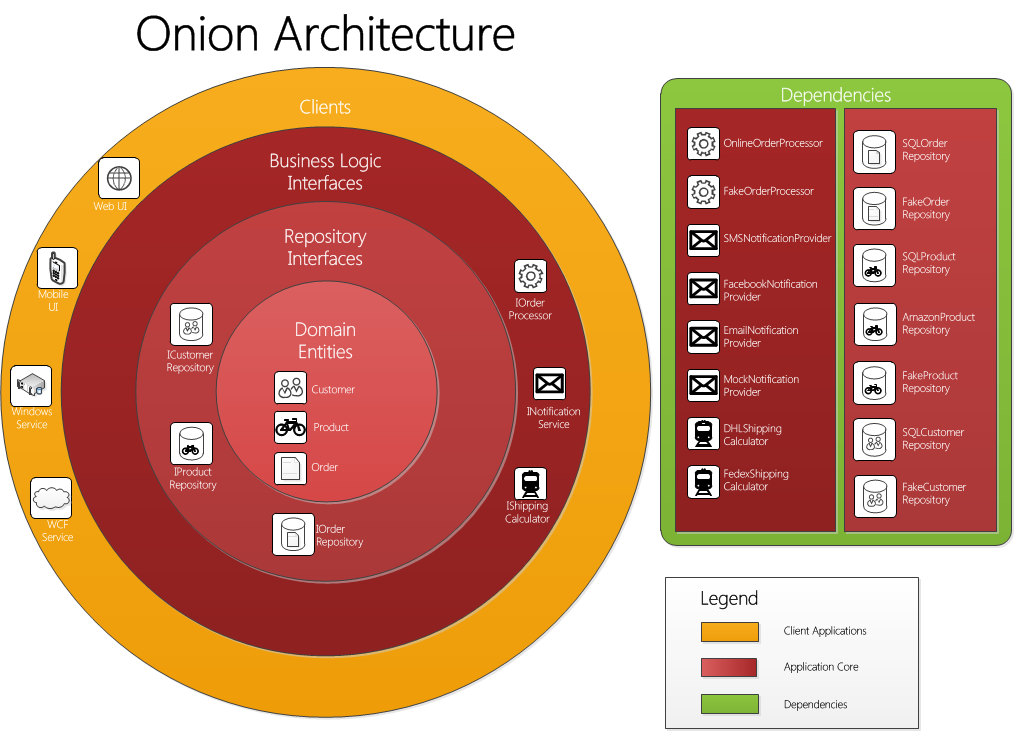 Onion Architecture
Clients
Business Logic
Interfaces
Repository
Interfaces
Domain
Entities
Customer
Product
Order
Web UI
Mobile
UI
Windows
Service
WCF
Service
ICustomer
Repository
IProduct
Repository
IOrder
Repository
IOrder
Processor
INotification
Service
IShipping
Calculator
Dependencies
OnlineOrderProcessor
FakeOrderProcessor
SMSNotificationProvider
FacebookNotification
Provider
EmailNotification
Provider
MockNotification
Provider
DHLShipping
Calculator
FedexShipping
Calculator
SQLOrder
Repository
FakeOrder
Repository
SQLProduct
Repository
AmazonProduct
Repository
FakeProduct
Repository
SQLCustomer
Repository
FakeCustomer
Repository
Legend
Client Applications
Application Core
Dependencies